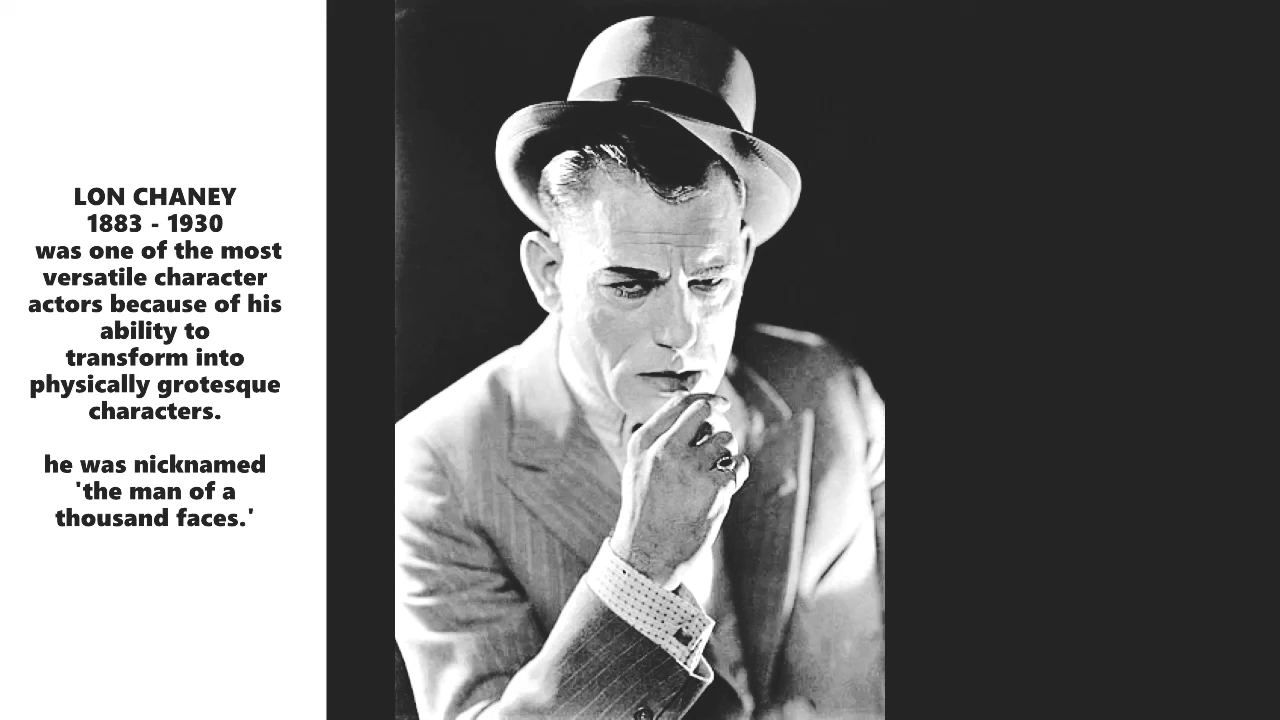 LON CHANEY
1883 - 1930
was one of the most
versatile character
actors because of his
ability to
transform into
physically grotesque
characters.
he was nicknamed
'the man of a
thousand faces.'